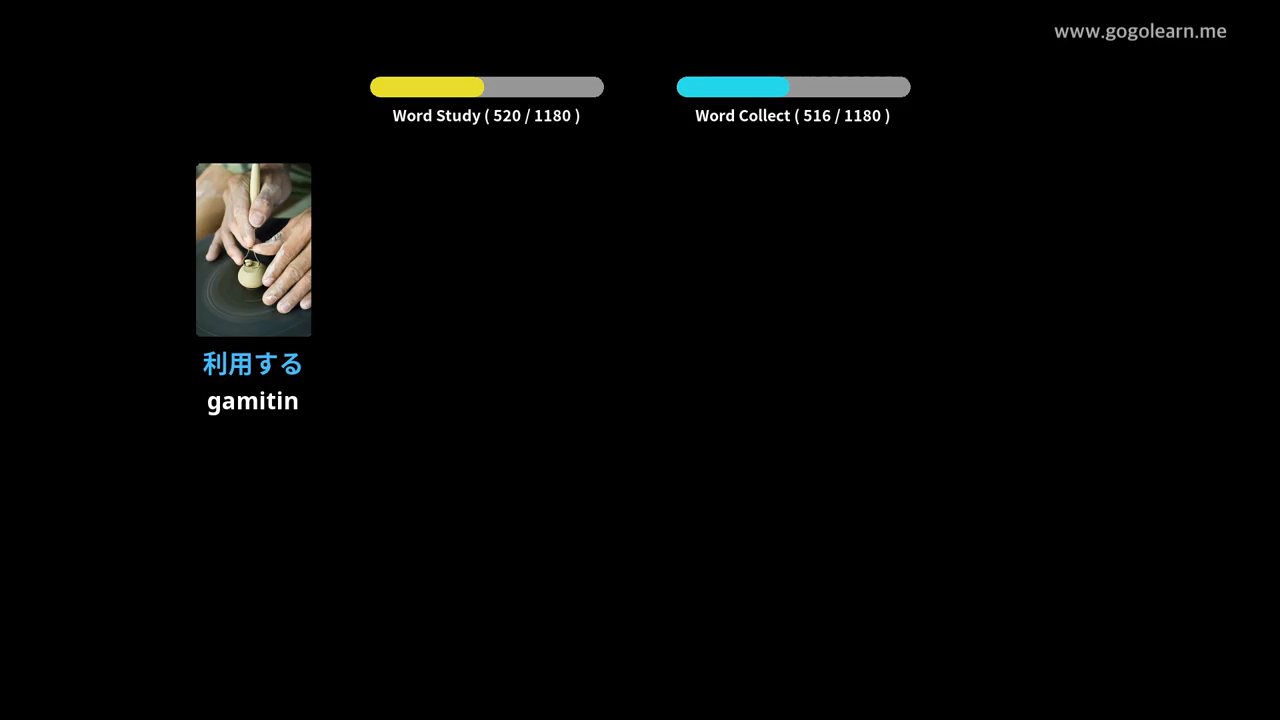 www.gogolearn.me
Word Study ( 520 / 1180 )
Word Collect ( 516 / 1180 )
利用する
gamitin